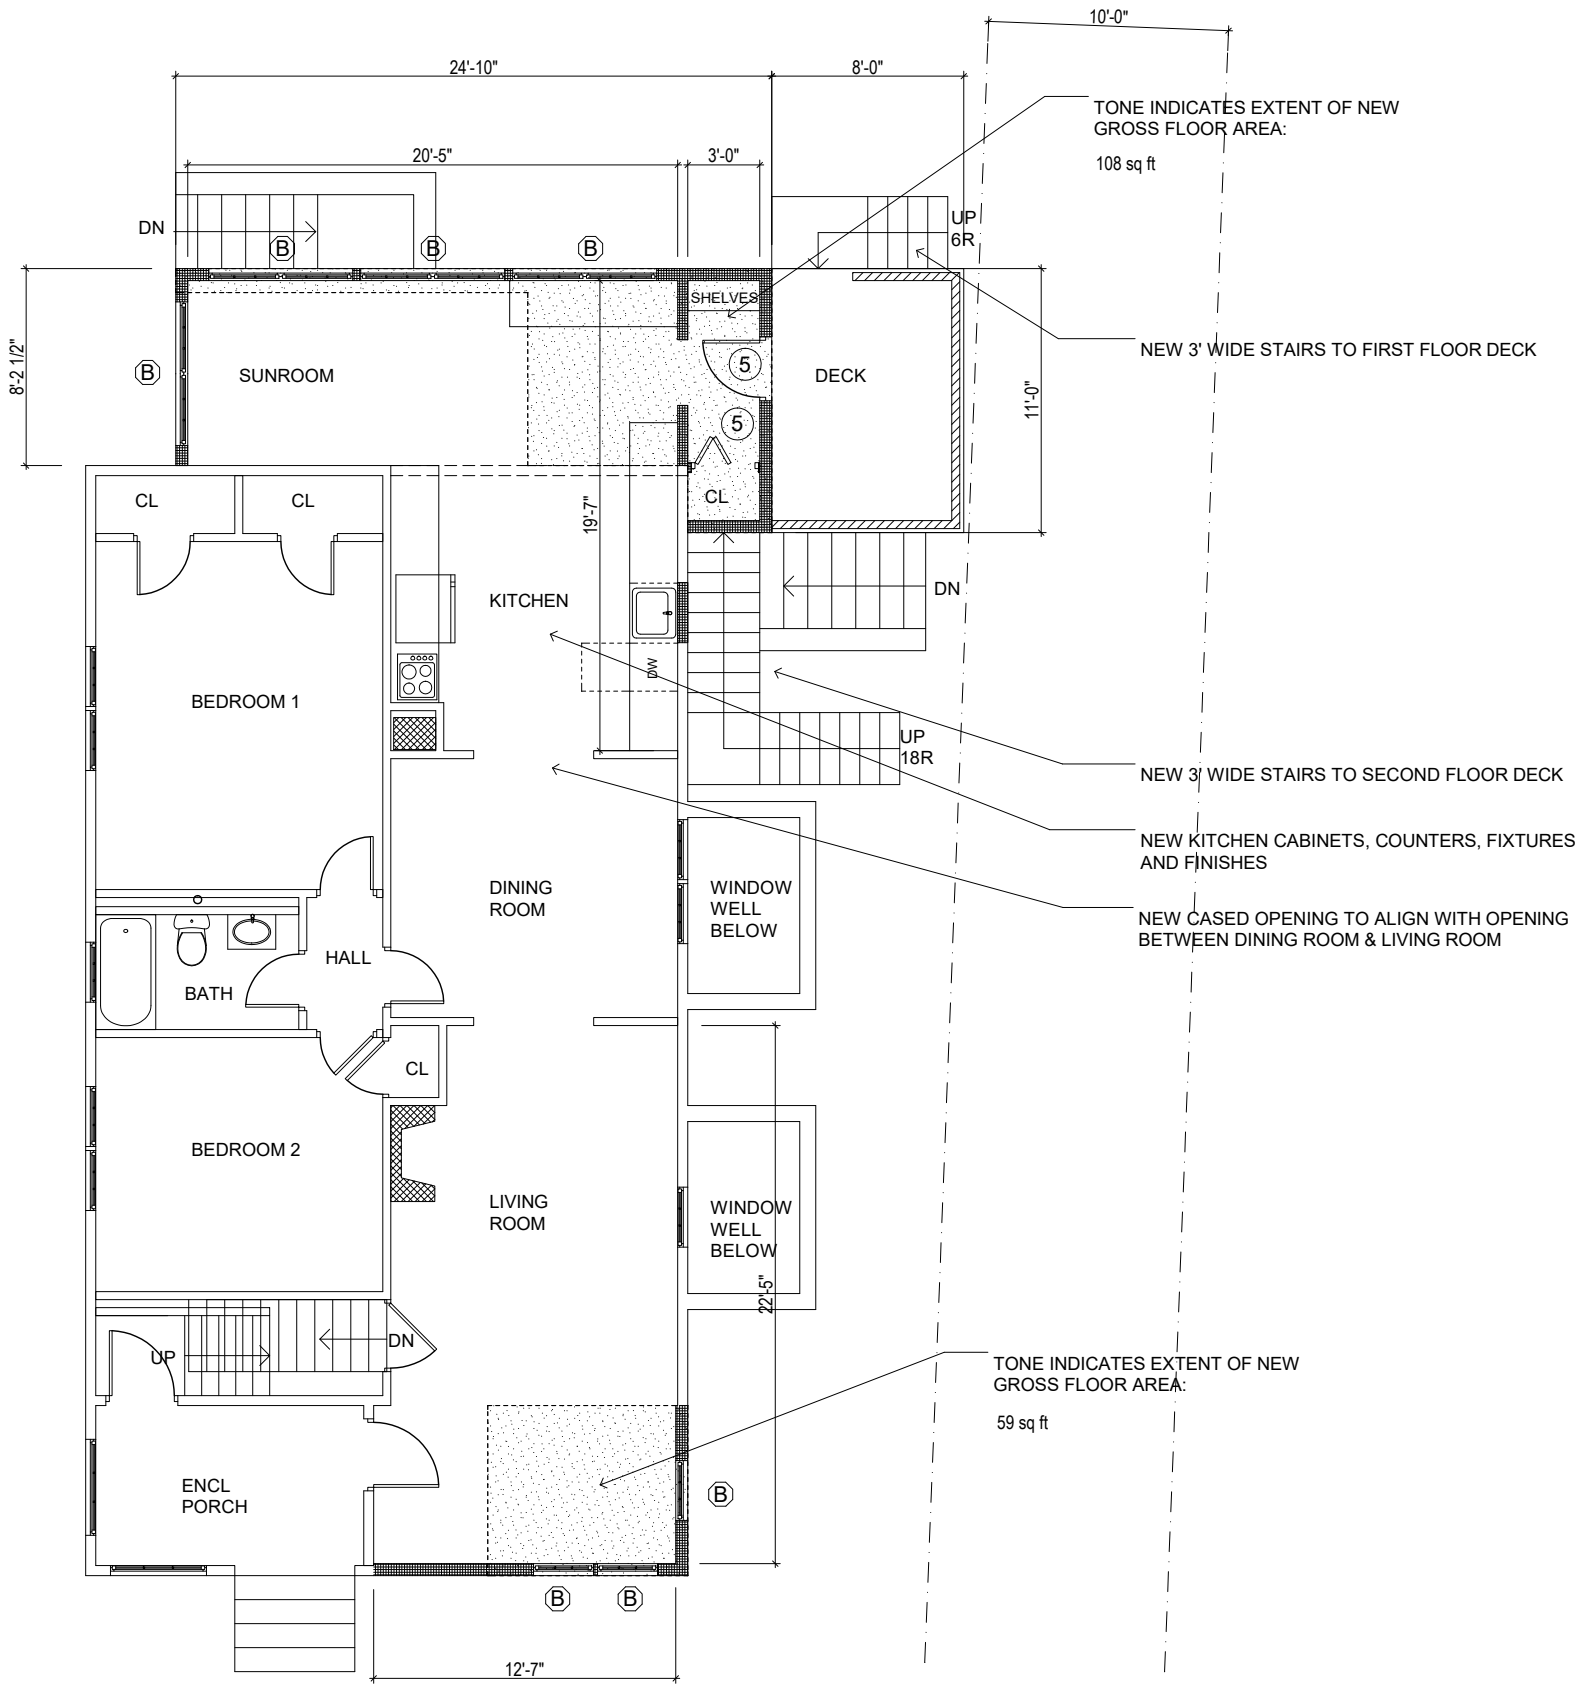 10'-0"
24'-10"
8'-0"
TONE INDICATES EXTENT OF NEW
GROSS FLOOR AREA:
108 sq ft
20'-5"
3'-0"
DN
UP
6R
B
B
B
SHELVES
NEW 3' WIDE STAIRS TO FIRST FLOOR DECK
8'-2 1/2"
B
SUNROOM
5
DECK
11'-0"
5
CL
CL
CL
19'-7"
KITCHEN
DN
DW
BEDROOM 1
UP
18R
NEW 3' WIDE STAIRS TO SECOND FLOOR DECK
NEW KITCHEN CABINETS, COUNTERS, FIXTURES
AND FINISHES
DINING
ROOM
WINDOW
WELL
BELOW
NEW CASED OPENING TO ALIGN WITH OPENING
BETWEEN DINING ROOM & LIVING ROOM
HALL
BATH
CL
BEDROOM 2
LIVING
ROOM
WINDOW
WELL
BELOW
22'-5"
DN
UP
TONE INDICATES EXTENT OF NEW
GROSS FLOOR AREA:
59 sq ft
ENCL
PORCH
B
B
B
12'-7"